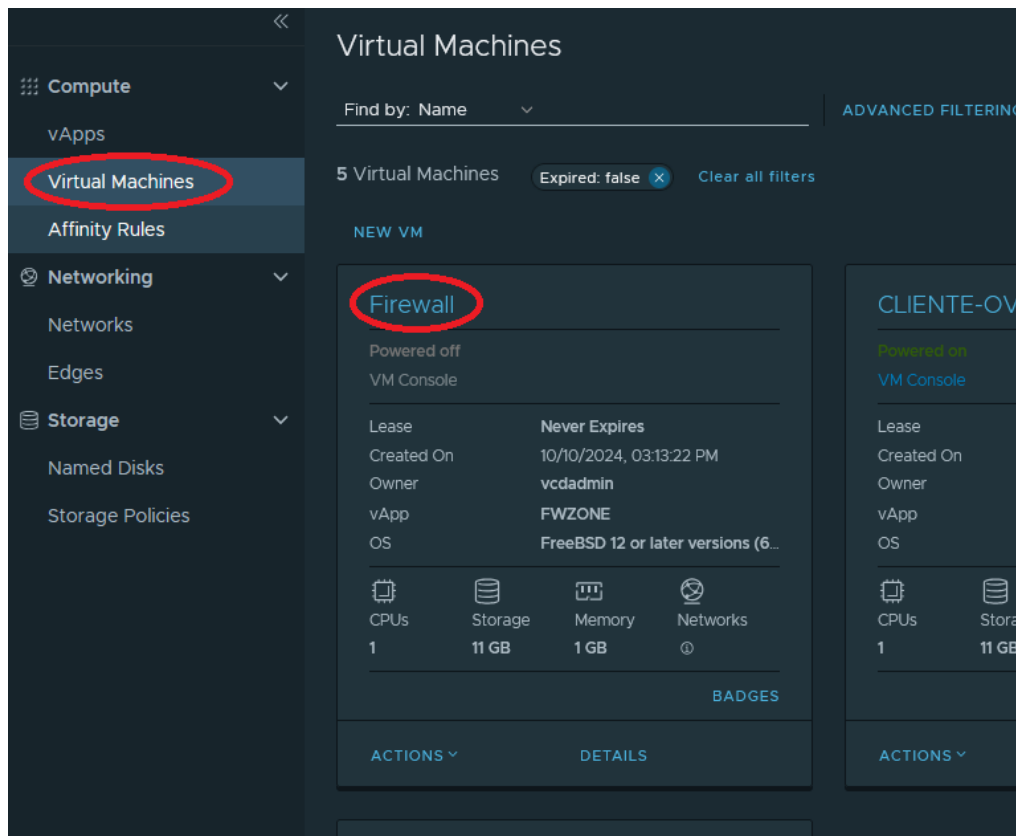 Compute
vApps
Virtual Machines
Affinity Rules
Networking
Networks
Edges
Storage
Named Disks
Storage Policies
Virtual Machines
Find by: Name
ADVANCED FILTERING
5 Virtual Machines Expired: false Clear all filters
NEW VM
Firewall
Powered off
VM Console
Lease Never Expires
Created On 10/10/2024, 03:13:22 PM
Owner vcdadmin
vApp FWZONE
OS FreeBSD 12 or later versions (6...
CPUs Storage Memory Networks
1 11 GB 1 GB
BADGES
ACTIONS DETAILS
CLIENTE-OV
Powered on
VM Console
Lease
Created On
Owner
vApp
OS
CPUs Stora
1 11 GB
ACTIONS